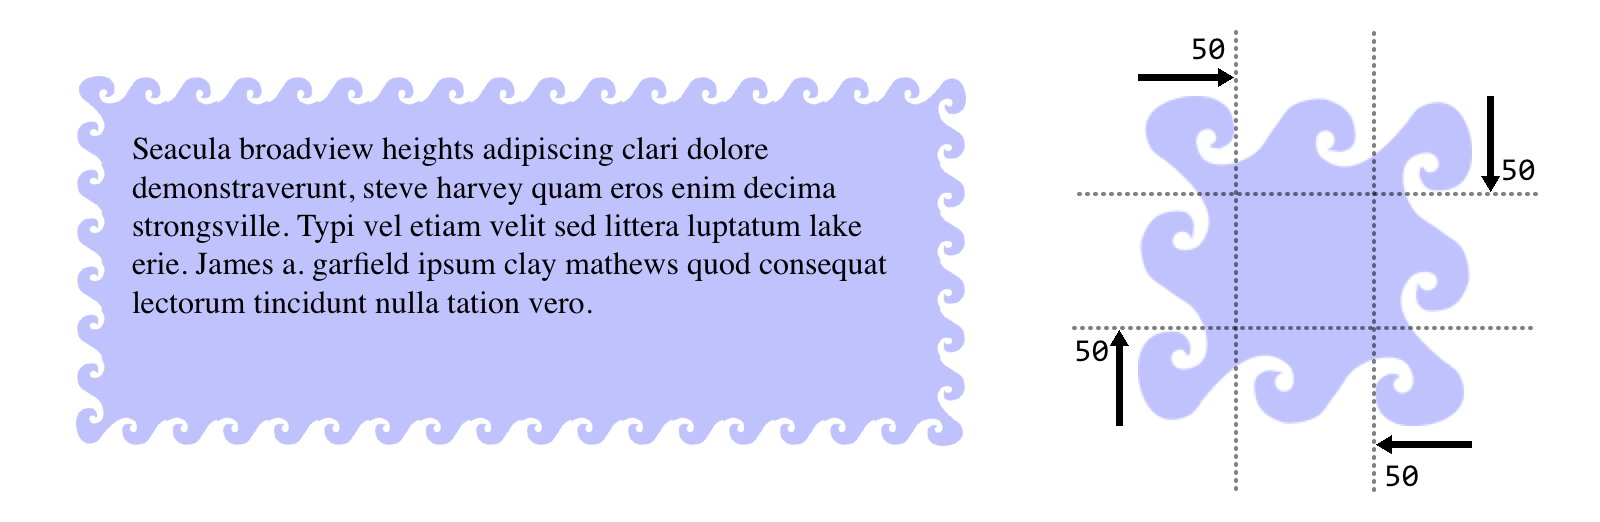 Seacula broadview heights adipiscing clari dolore
demonstraverunt, steve harvey quam eros enim decima
strongsville. Typi vel etiam velit sed littera luptatum lake
erie. James a. garfield ipsum clay mathews quod consequat
lectorum tincidunt nulla tation vero.
50
50
50
50